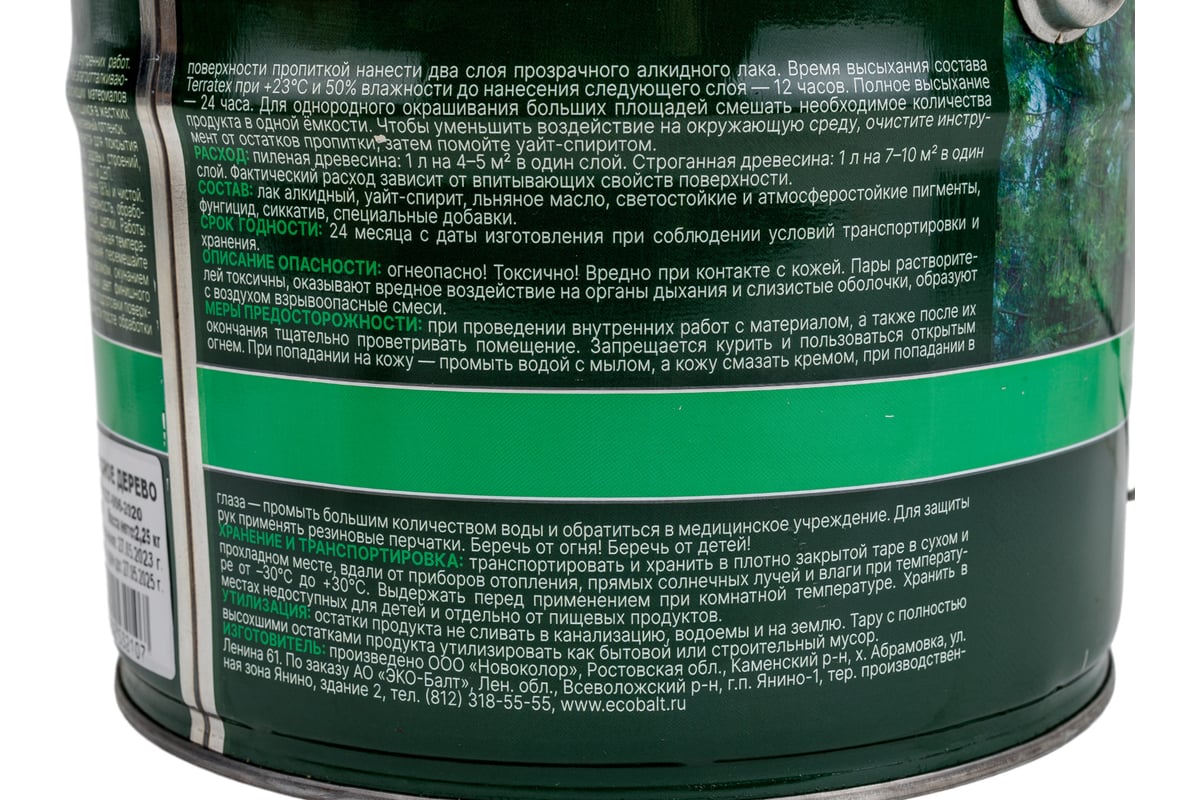 поверхности пропиткой нанести два слоя прозрачного алкидного лака. Время высыхания состава
Terratex при +23°С и 50% влажности до нанесения следующего слоя — 12 часов. Полное высыхание
— 24 часа. Для однородного окрашивания больших площадей смешать необходимое количества
продукта в одной ёмкости. Чтобы уменьшить воздействие на окружающую среду, очистите инстру-
мент от остатков пропитки, затем помойте уайт-спиритом.
РАСХОД: пиленая древесина: 1 л на 4–5 м² в один слой. Строганная древесина: 1 л на 7–10 м² в один
слой. Фактический расход зависит от впитывающих свойств поверхности.
СОСТАВ: лак алкидный, уайт-спирит, льняное масло, светостойкие и атмосферостойкие пигменты,
фунгицид, сиккатив, специальные добавки.
СРОК ГОДНОСТИ: 24 месяца с даты изготовления при соблюдении условий транспортировки и
хранения.
ОПИСАНИЕ ОПАСНОСТИ: огнеопасно! Токсично! Вредно при контакте с кожей. Пары растворите-
лей токсичны, оказывают вредное воздействие на органы дыхания и слизистые оболочки, образуют
с воздухом взрывоопасные смеси.
МЕРЫ ПРЕДОСТОРОЖНОСТИ: при проведении внутренних работ с материалом, а также после их
окончания тщательно проветривать помещение. Запрещается курить и пользоваться открытым
огнем. При попадании на кожу — промыть водой с мылом, а кожу смазать кремом, при попадании в
глаза — промыть большим количеством воды и обратиться в медицинское учреждение. Для защиты
рук применять резиновые перчатки. Беречь от огня! Беречь от детей!
ХРАНЕНИЕ И ТРАНСПОРТИРОВКА: транспортировать и хранить в плотно закрытой таре в сухом и
прохладном месте, вдали от приборов отопления, прямых солнечных лучей и влаги при температу-
ре от –30°С до +30°С. Выдержать перед применением при комнатной температуре. Хранить в
местах недоступных для детей и отдельно от пищевых продуктов.
УТИЛИЗАЦИЯ: остатки продукта не сливать в канализацию, водоемы и на землю. Тару с полностью
высохшими остатками продукта утилизировать как бытовой или строительный мусор.
ИЗГОТОВИТЕЛЬ: произведено ООО «Новоколор», Ростовская обл., Каменский р-н, х. Абрамовка, ул.
Ленина 61. По заказу АО «ЭКО-Балт», Лен. обл., Всеволожский р-н, г.п. Янино-1, тер. производствен-
ная зона Янино, здание 2, тел. (812) 318-55-55, www.ecobalt.ru
ДЕРЕВО
2,25 кг
2023 г.
2025 г.